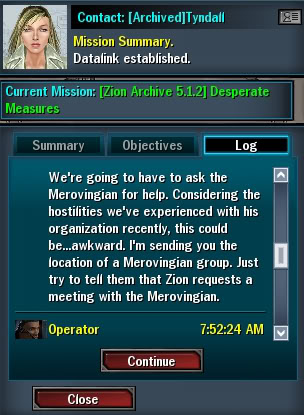 Contact: [Archived]Tyndall
Mission Summary.
Datalink established.
Current Mission: [Zion Archive 5.1.2] Desperate
Measures
Summary
Objectives
Log
We're going to have to ask the
Merovingian for help. Considering the
hostilities we've experienced with his
organization recently, this could
be...awkward. I'm sending you the
location of a Merovingian group. Just
try to tell them that Zion requests a
meeting with the Merovingian.
Operator 7:52:24 AM
Continue
Close